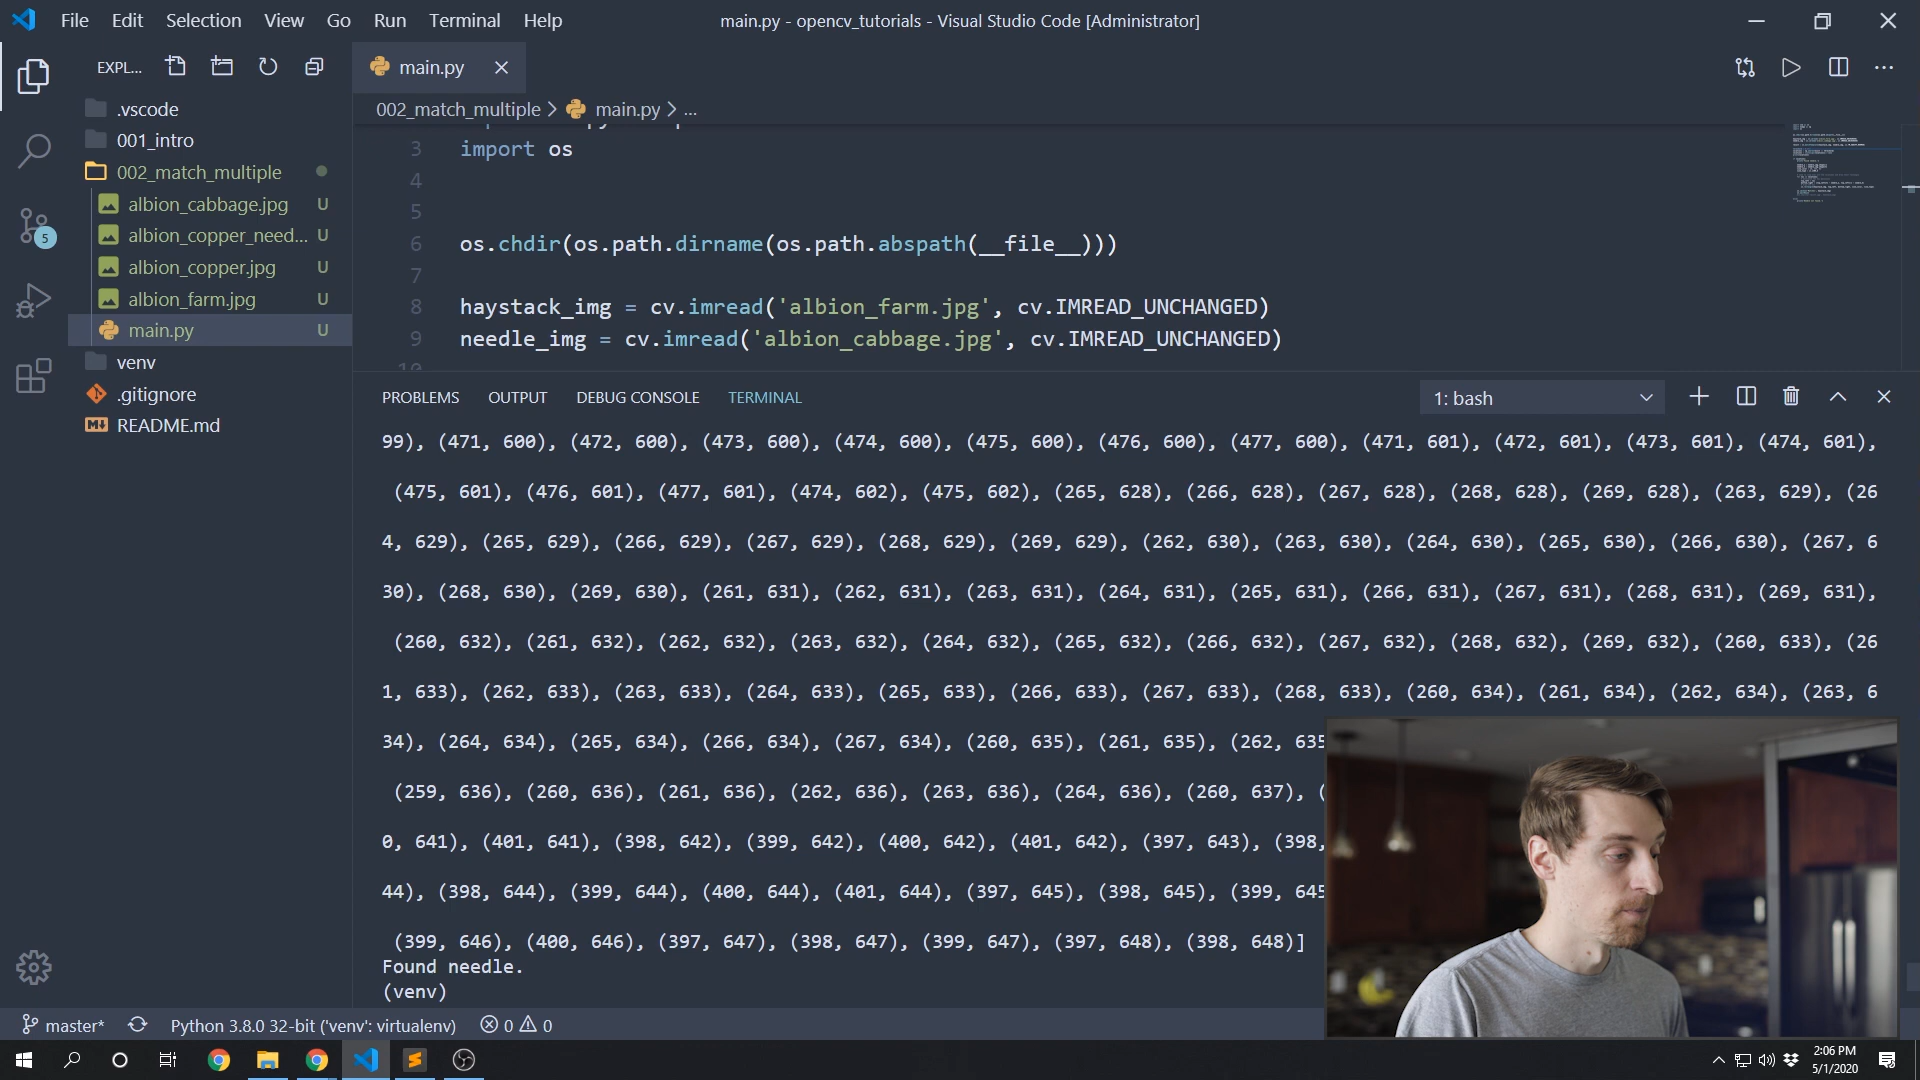 File Edit Selection View Go Run Terminal Help
main.py - opencv_tutorials - Visual Studio Code [Administrator]
EXPL...
main.py
.vscode
001_intro
002_match_multiple
albion_cabbage.jpg U
albion_copper_need... U
albion_copper.jpg U
albion_farm.jpg U
main.py U
venv
.gitignore
README.md
5
002_match_multiple > main.py > ...
3 import os
4
5
6 os.chdir(os.path.dirname(os.path.abspath(__file__)))
7
8 haystack_img = cv.imread('albion_farm.jpg', cv.IMREAD_UNCHANGED)
9 needle_img = cv.imread('albion_cabbage.jpg', cv.IMREAD_UNCHANGED)
10
PROBLEMS OUTPUT DEBUG CONSOLE TERMINAL
1: bash
99), (471, 600), (472, 600), (473, 600), (474, 600), (475, 600), (476, 600), (477, 600), (471, 601), (472, 601), (473, 601), (474, 601),
(475, 601), (476, 601), (477, 601), (474, 602), (475, 602), (265, 628), (266, 628), (267, 628), (268, 628), (269, 628), (263, 629), (26
4, 629), (265, 629), (266, 629), (267, 629), (268, 629), (269, 629), (262, 630), (263, 630), (264, 630), (265, 630), (266, 630), (267, 6
30), (268, 630), (269, 630), (261, 631), (262, 631), (263, 631), (264, 631), (265, 631), (266, 631), (267, 631), (268, 631), (269, 631),
(260, 632), (261, 632), (262, 632), (263, 632), (264, 632), (265, 632), (266, 632), (267, 632), (268, 632), (269, 632), (260, 633), (26
1, 633), (262, 633), (263, 633), (264, 633), (265, 633), (266, 633), (267, 633), (268, 633), (260, 634), (261, 634), (262, 634), (263, 6
34), (264, 634), (265, 634), (266, 634), (267, 634), (260, 635), (261, 635), (262, 635
(259, 636), (260, 636), (261, 636), (262, 636), (263, 636), (264, 636), (260, 637), (
0, 641), (401, 641), (398, 642), (399, 642), (400, 642), (401, 642), (397, 643), (398,
44), (398, 644), (399, 644), (400, 644), (401, 644), (397, 645), (398, 645), (399, 645
(399, 646), (400, 646), (397, 647), (398, 647), (399, 647), (397, 648), (398, 648)]
Found needle.
(venv)
master* Python 3.8.0 32-bit ('venv': virtualenv) 0 0
2:06 PM
5/1/2020